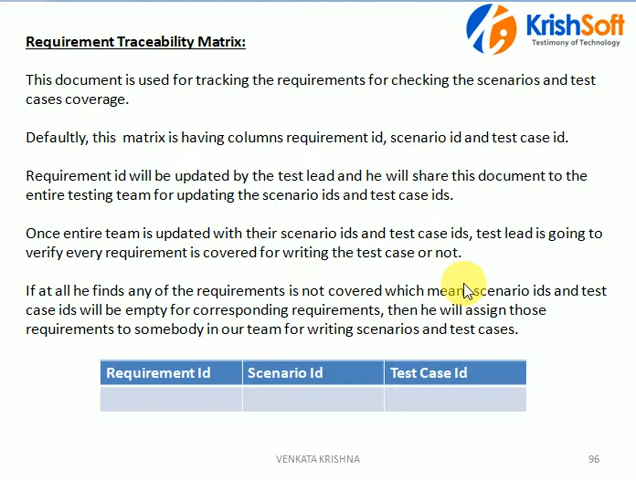 KrishSoft
Testimony of Technology
Requirement Traceability Matrix:
This document is used for tracking the requirements for checking the scenarios and test
cases coverage.
Defaultly, this matrix is having columns requirement id, scenario id and test case id.
Requirement id will be updated by the test lead and he will share this document to the
entire testing team for updating the scenario ids and test case ids.
Once entire team is updated with their scenario ids and test case ids, test lead is going to
verify every requirement is covered for writing the test case or not.
If at all he finds any of the requirements is not covered which mean scenario ids and test
case ids will be empty for corresponding requirements, then he will assign those
requirements to somebody in our team for writing scenarios and test cases.
Requirement Id Scenario Id Test Case Id
VENKATA KRISHNA 96